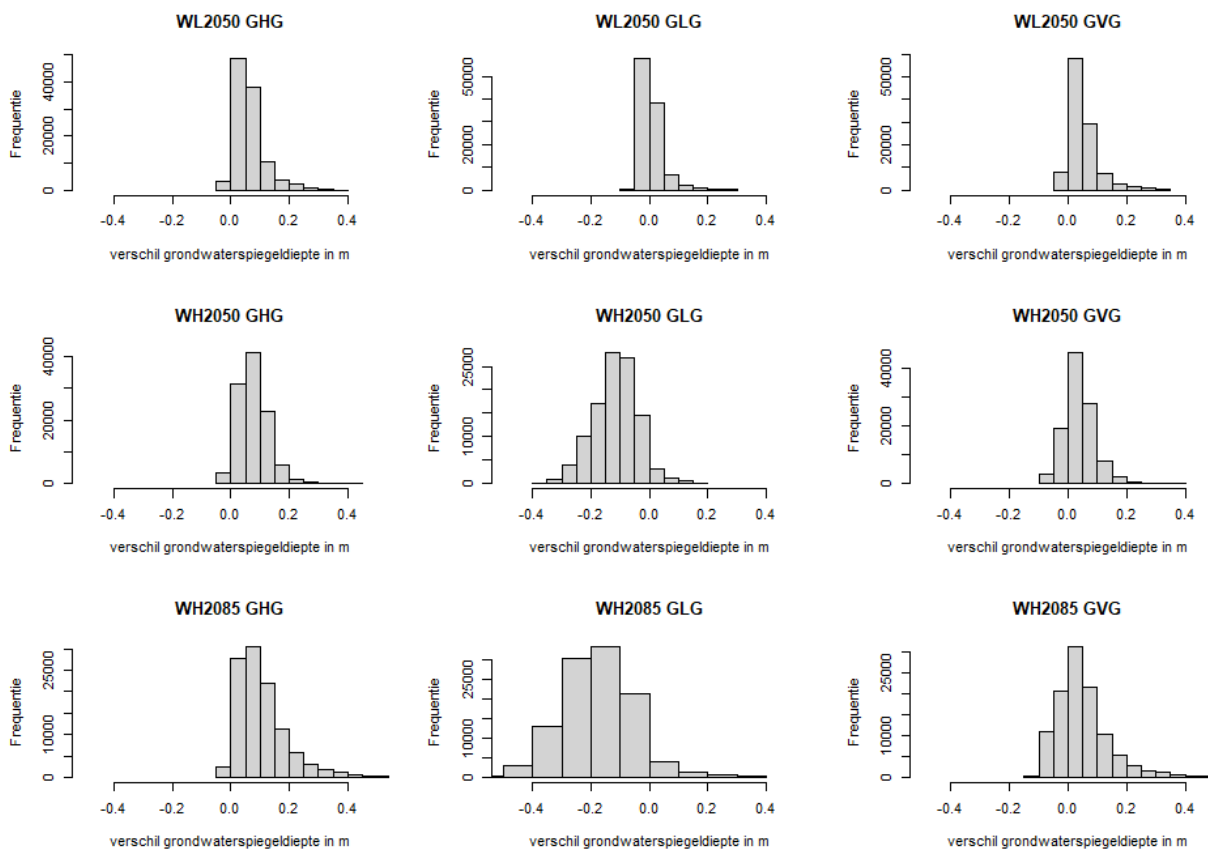 WL2050 GHG
Frequentie
0 20000 40000
-0.4 -0.2 0.0 0.2 0.4
verschil grondwaterspiegeldiepte in m
WL2050 GLG
Frequentie
0 20000 50000
-0.4 -0.2 0.0 0.2 0.4
verschil grondwaterspiegeldiepte in m
WL2050 GVG
Frequentie
0 20000 50000
-0.4 -0.2 0.0 0.2 0.4
verschil grondwaterspiegeldiepte in m
WH2050 GHG
Frequentie
0 20000 40000
-0.4 -0.2 0.0 0.2 0.4
verschil grondwaterspiegeldiepte in m
WH2050 GLG
Frequentie
0 10000 25000
-0.4 -0.2 0.0 0.2 0.4
verschil grondwaterspiegeldiepte in m
WH2050 GVG
Frequentie
0 20000 40000
-0.4 -0.2 0.0 0.2 0.4
verschil grondwaterspiegeldiepte in m
WH2085 GHG
Frequentie
0 10000 25000
-0.4 -0.2 0.0 0.2 0.4
verschil grondwaterspiegeldiepte in m
WH2085 GLG
Frequentie
0 10000 25000
-0.4 -0.2 0.0 0.2 0.4
verschil grondwaterspiegeldiepte in m
WH2085 GVG
Frequentie
0 10000 25000
-0.4 -0.2 0.0 0.2 0.4
verschil grondwaterspiegeldiepte in m